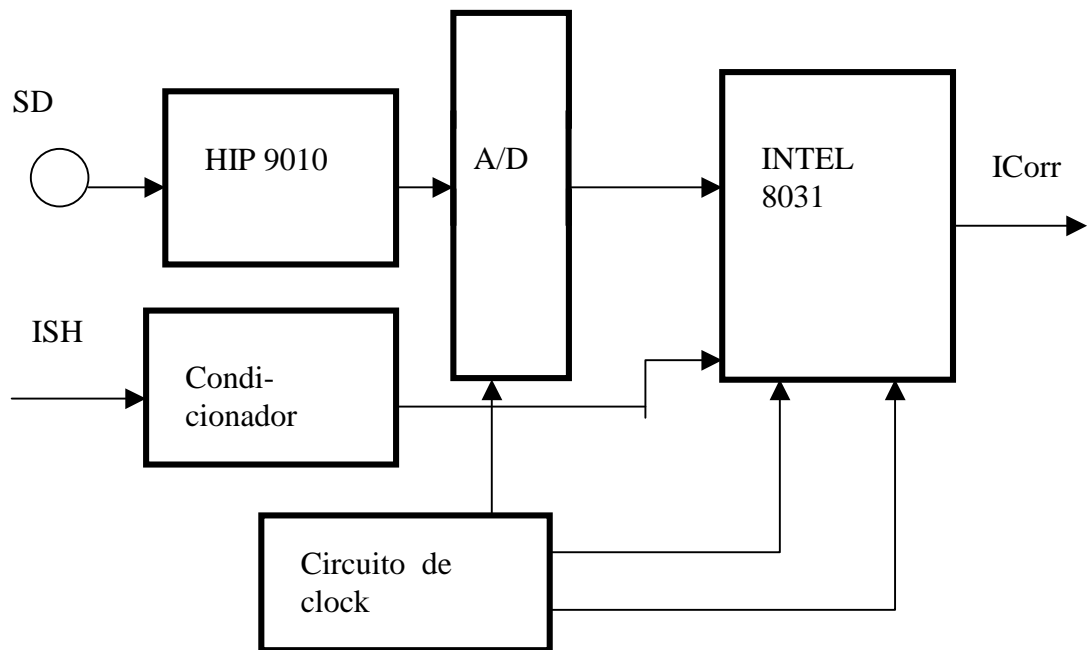 SD
HIP 9010
A/D
INTEL
8031
ICorr
ISH
Condi-
cionador
Circuito de
clock